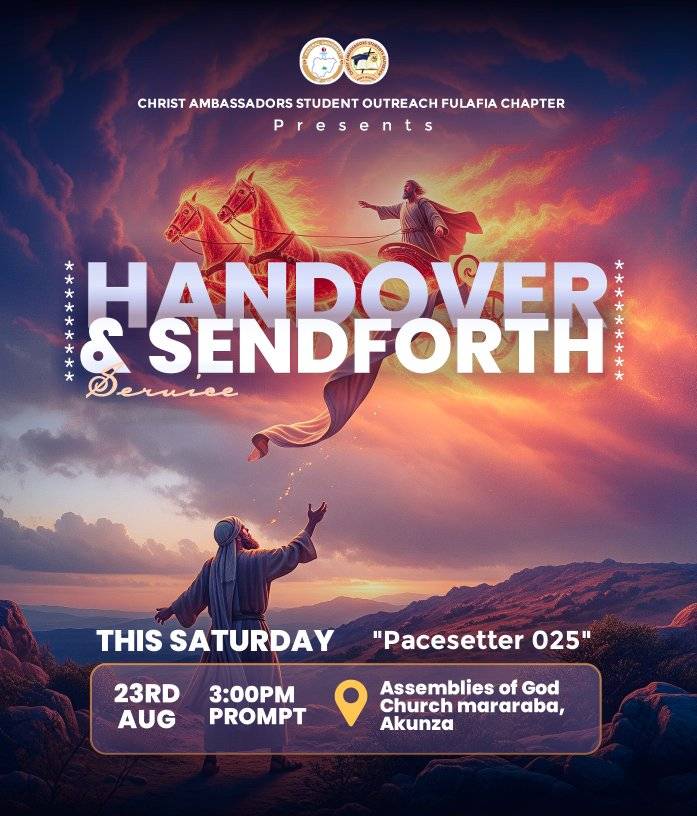 CHRIST AMBASSADORS STUDENT OUTREACH FULAFIA CHAPTER
Presents
HANDOVER
& SENDFORTH
Service
THIS SATURDAY
"Pacesetter 025"
23RD
AUG
3:00PM
PROMPT
Assemblies of God
Church mararaba,
Akunza